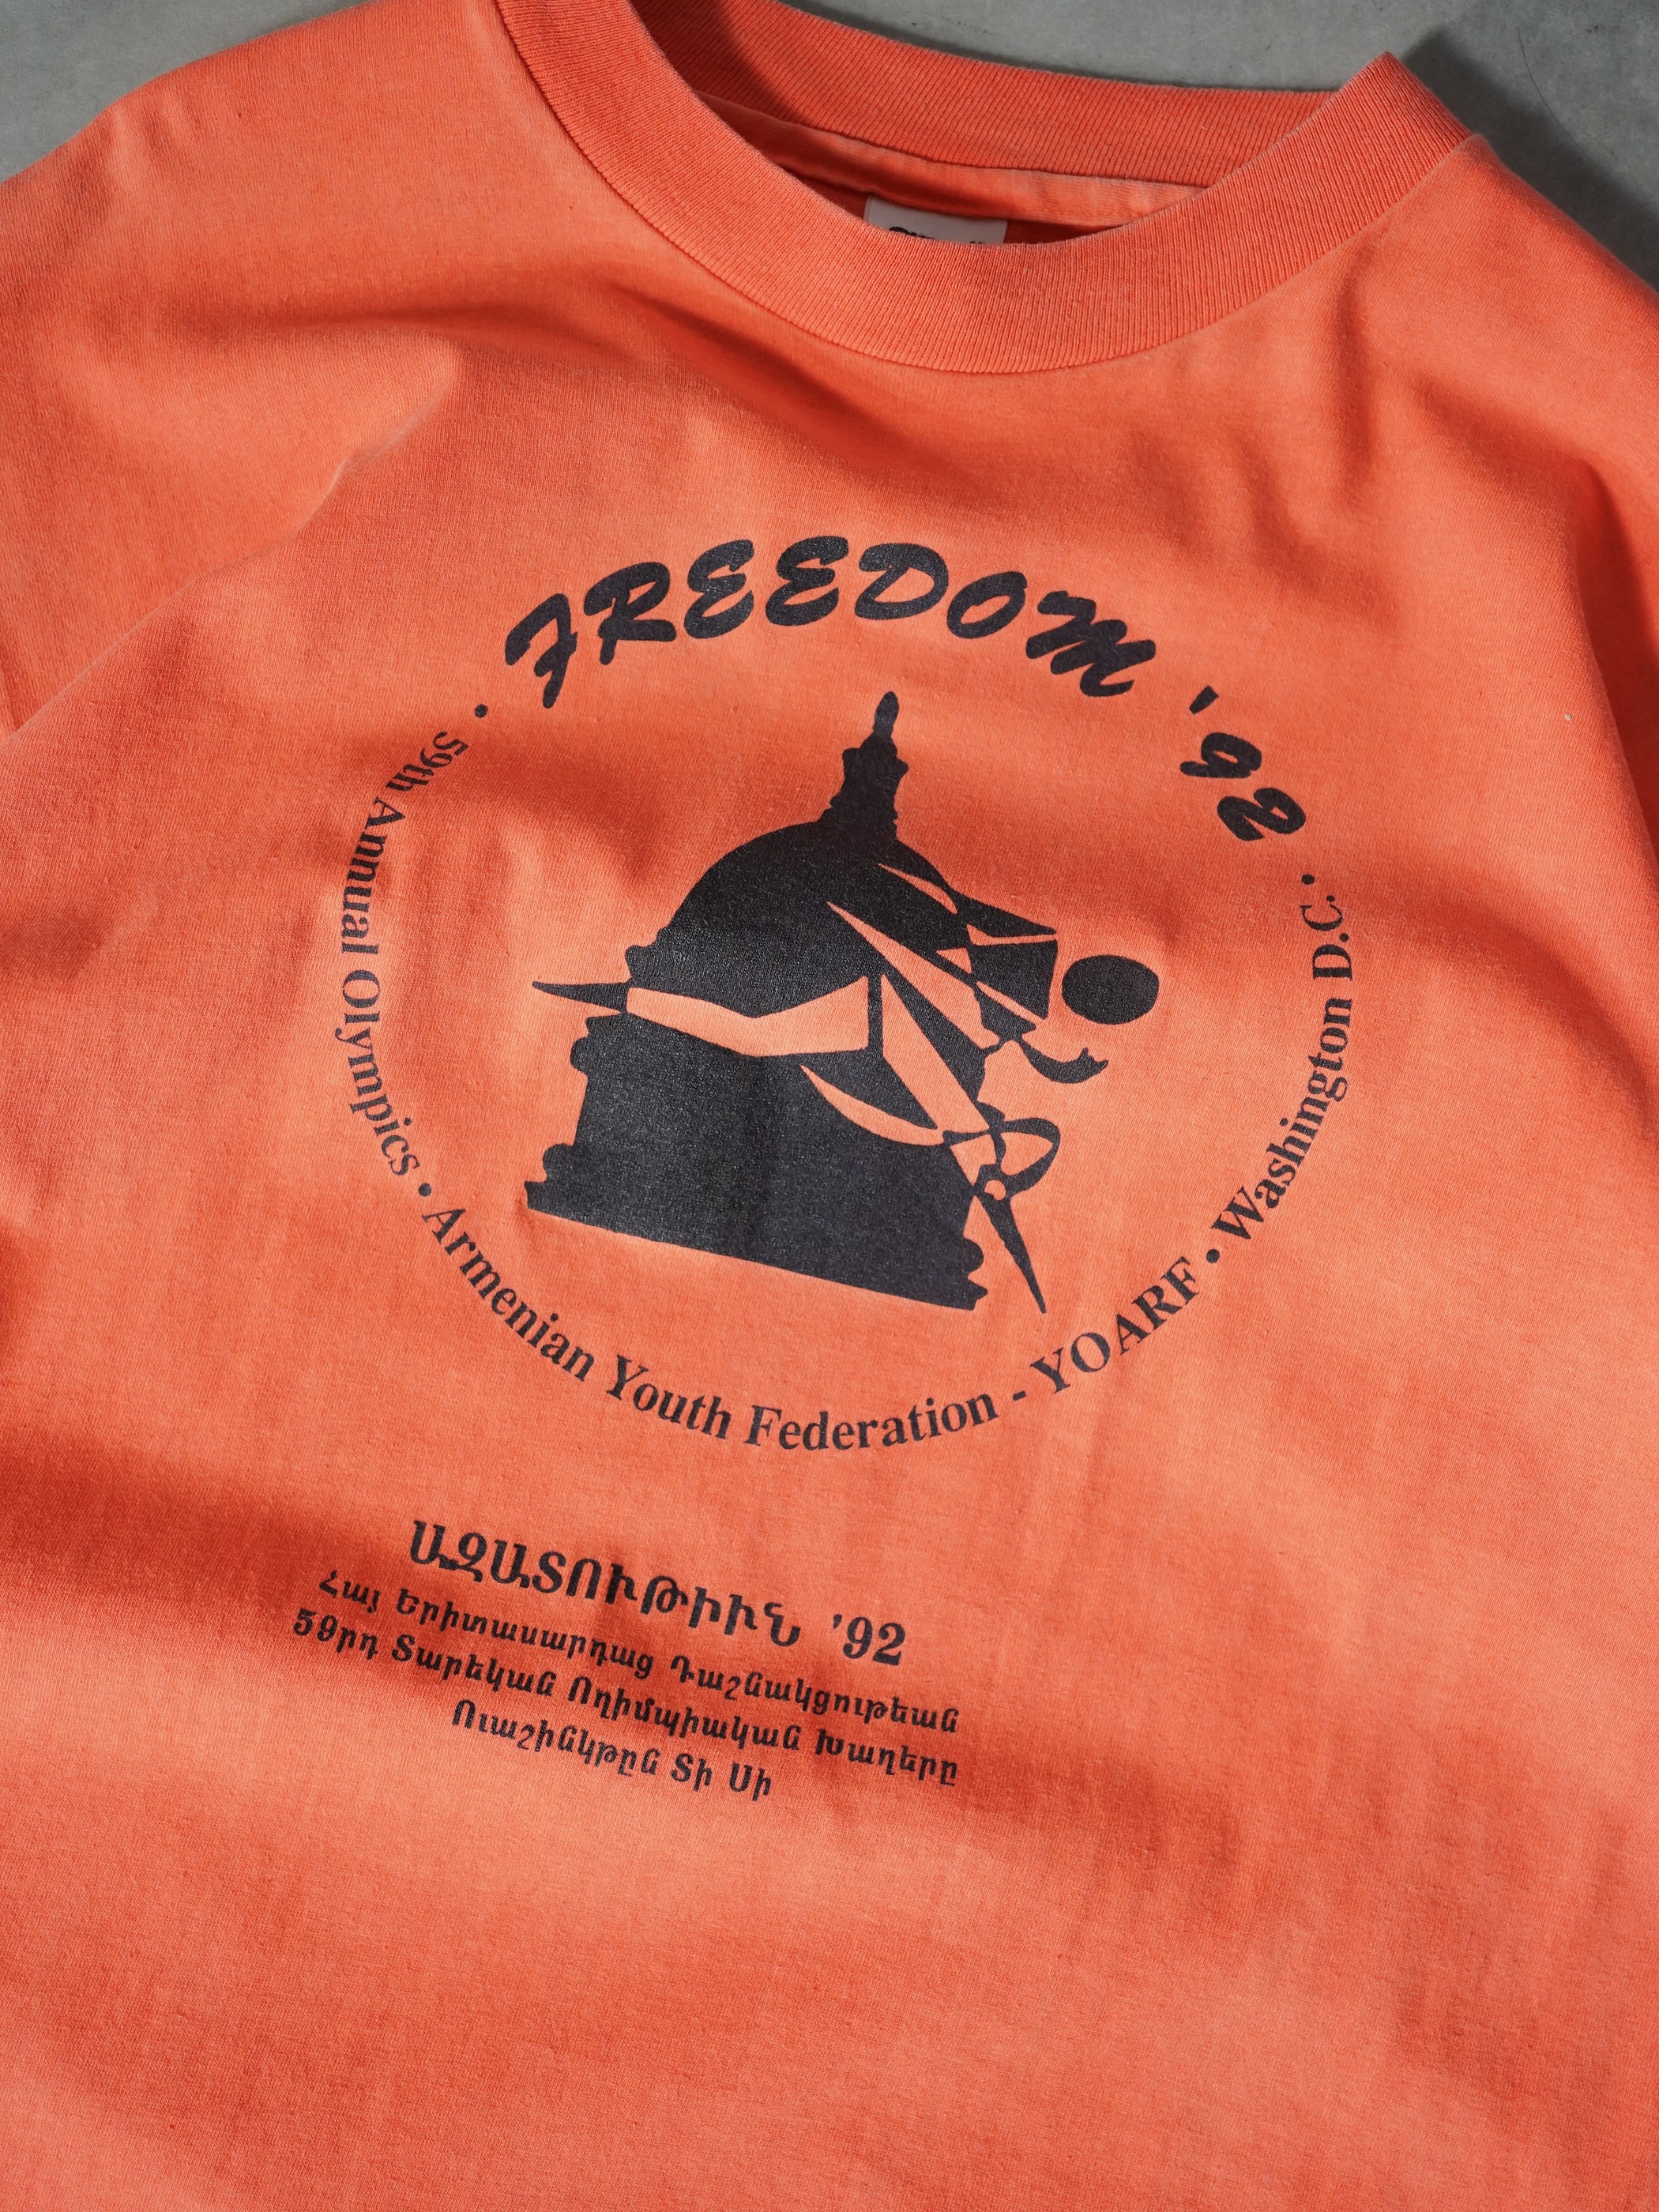 FREEDOM '92
• 59th Annual Olympics • Armenian Youth Federation - YOARF • Washington D.C. •
ԱԶԱՏՈՒԹԻՒՆ '92
Հայ Երիտասարդաց Դաշնակցութեան
59րդ Տարեկան Ողիմպիական Խաղերը
Ուաշինկթըն Տի Սի